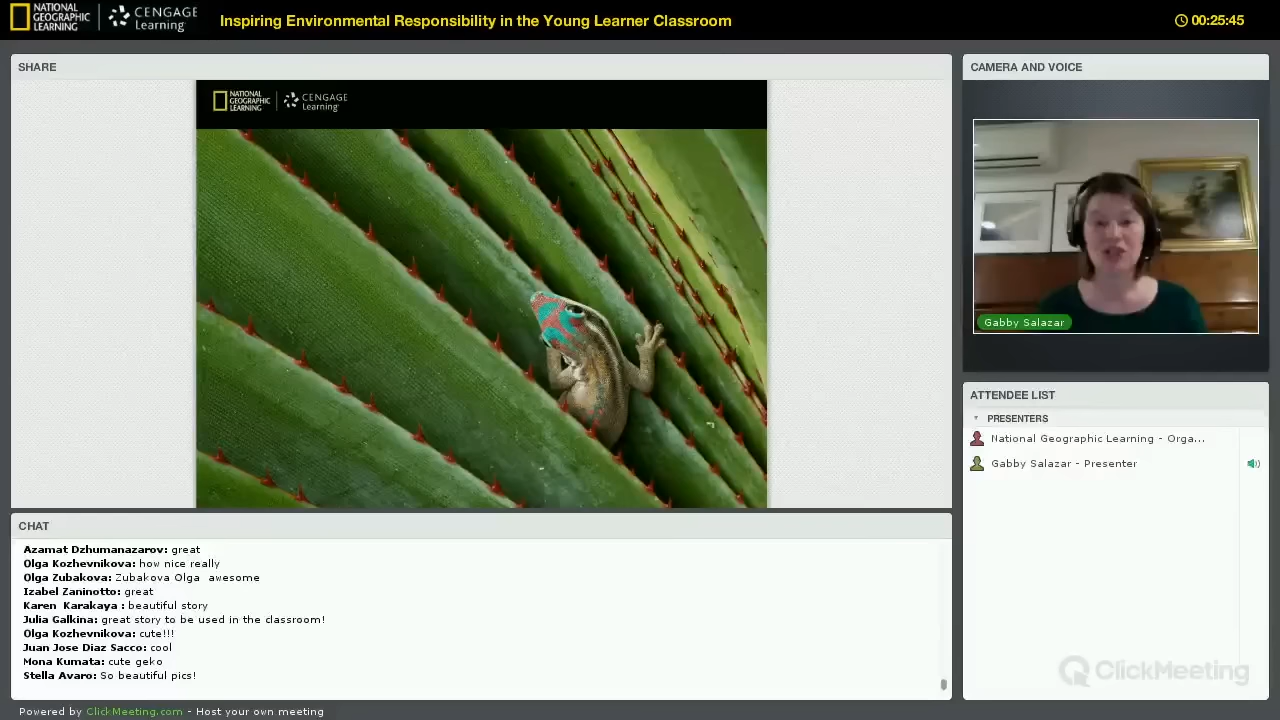 NATIONAL
GEOGRAPHIC
LEARNING
CENGAGE
Learning®
Inspiring Environmental Responsibility in the Young Learner Classroom
00:25:45
SHARE
NATIONAL
GEOGRAPHIC
LEARNING
CENGAGE
Learning®
CAMERA AND VOICE
Gabby Salazar
ATTENDEE LIST
PRESENTERS
National Geographic Learning - Orga...
Gabby Salazar - Presenter
CHAT
Azamat Dzhumanazarov: great
Olga Kozhevnikova: how nice really
Olga Zubakova: Zubakova Olga awesome
Izabel Zaninotto: great
Karen Karakaya : beautiful story
Julia Galkina: great story to be used in the classroom!
Olga Kozhevnikova: cute!!!
Juan Jose Diaz Sacco: cool
Mona Kumata: cute geko
Stella Avaro: So beautiful pics!
ClickMeeting
Powered by ClickMeeting.com - Host your own meeting